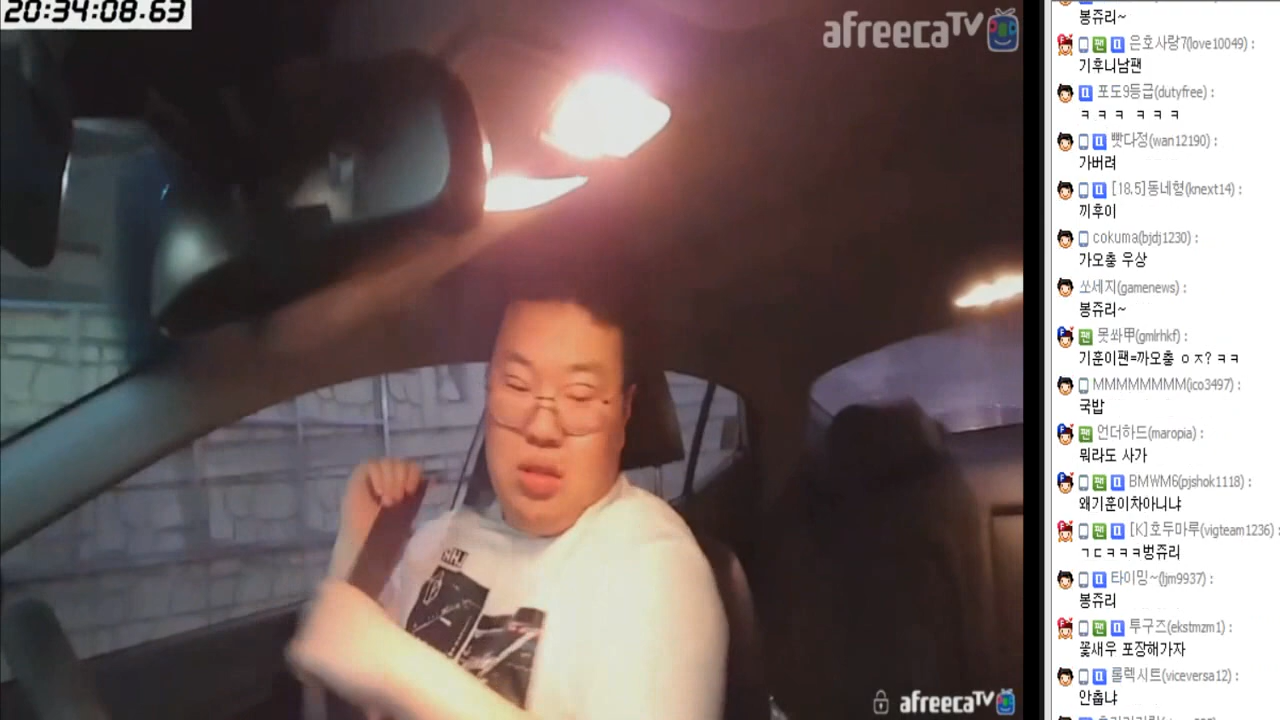 20:34:08.63
afreecaTV
NHJ
afreecaTV
봉쥬리~
은호사랑7(love10049) :
기후니남팬
포도9등급(dutyfree) :
ㅋ ㅋ ㅋ ㅋ ㅋ ㅋ
빳다정(wan12190) :
가버려
[18.5]동네혐(knext14) :
끼후이
cokuma(bjdj1230) :
가오충 우상
쏘세지(gamenews) :
봉쥬리~
못쏴甲(gmlrhkf) :
기훈이팬=까오충 ㅇㅈ? ㅋㅋ
MMMMMMMM(ico3497) :
국밥
언더하드(maropia) :
뭐라도 사가
BMWM6(pjshok1118) :
왜기훈이차아니냐
[K]호두마루(vigteam1236) :
ㄱㄷㅋㅋㅋ벙쥬리
타이밍~(ljm9937) :
봉쥬리
투구즈(ekstmzm1) :
꽃새우 포장해가자
롤렉시트(viceversa12) :
안춥냐